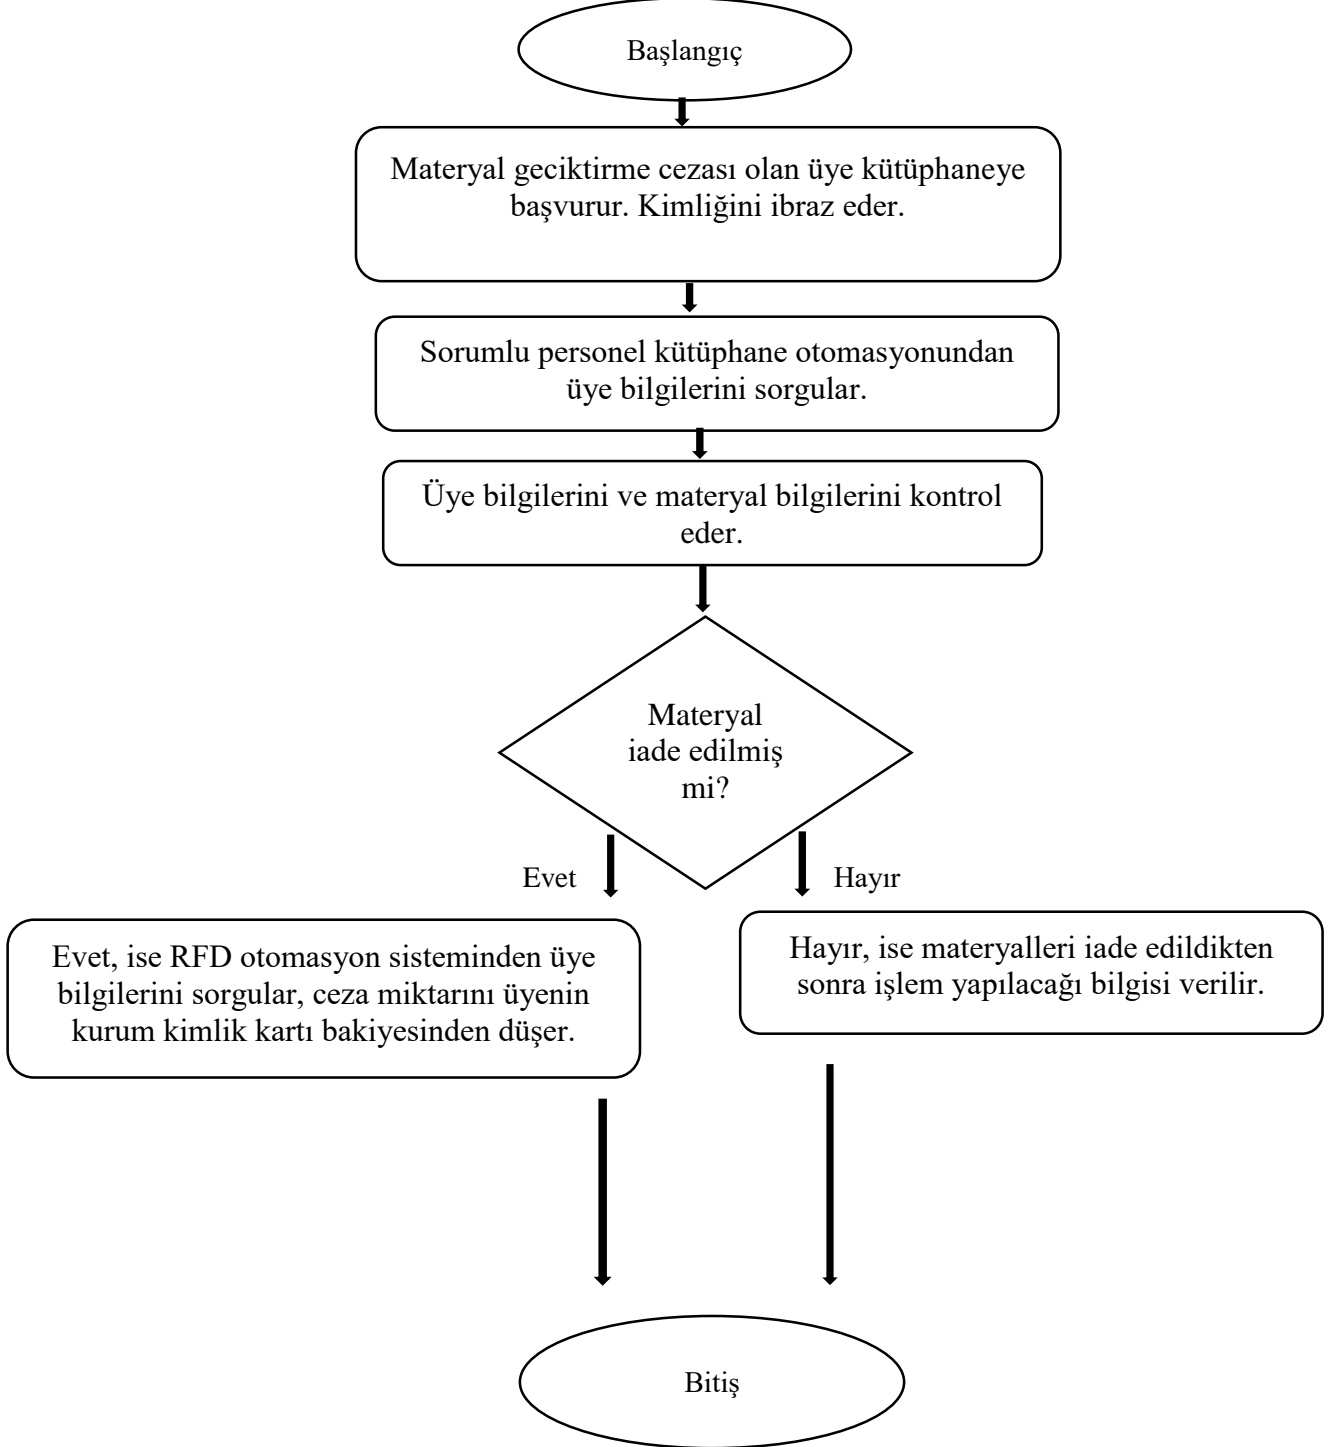 Başlangıç
Materyal geciktirme cezası olan üye kütüphaneye
başvurur. Kimliğini ibraz eder.
Sorumlu personel kütüphane otomasyonundan
üye bilgilerini sorgular.
Üye bilgilerini ve materyal bilgilerini kontrol
eder.
Materyal
iade edilmiş
mi?
Evet
Hayır
Evet, ise RFD otomasyon sisteminden üye
bilgilerini sorgular, ceza miktarını üyenin
kurum kimlik kartı bakiyesinden düşer.
Hayır, ise materyalleri iade edildikten
sonra işlem yapılacağı bilgisi verilir.
Bitiş